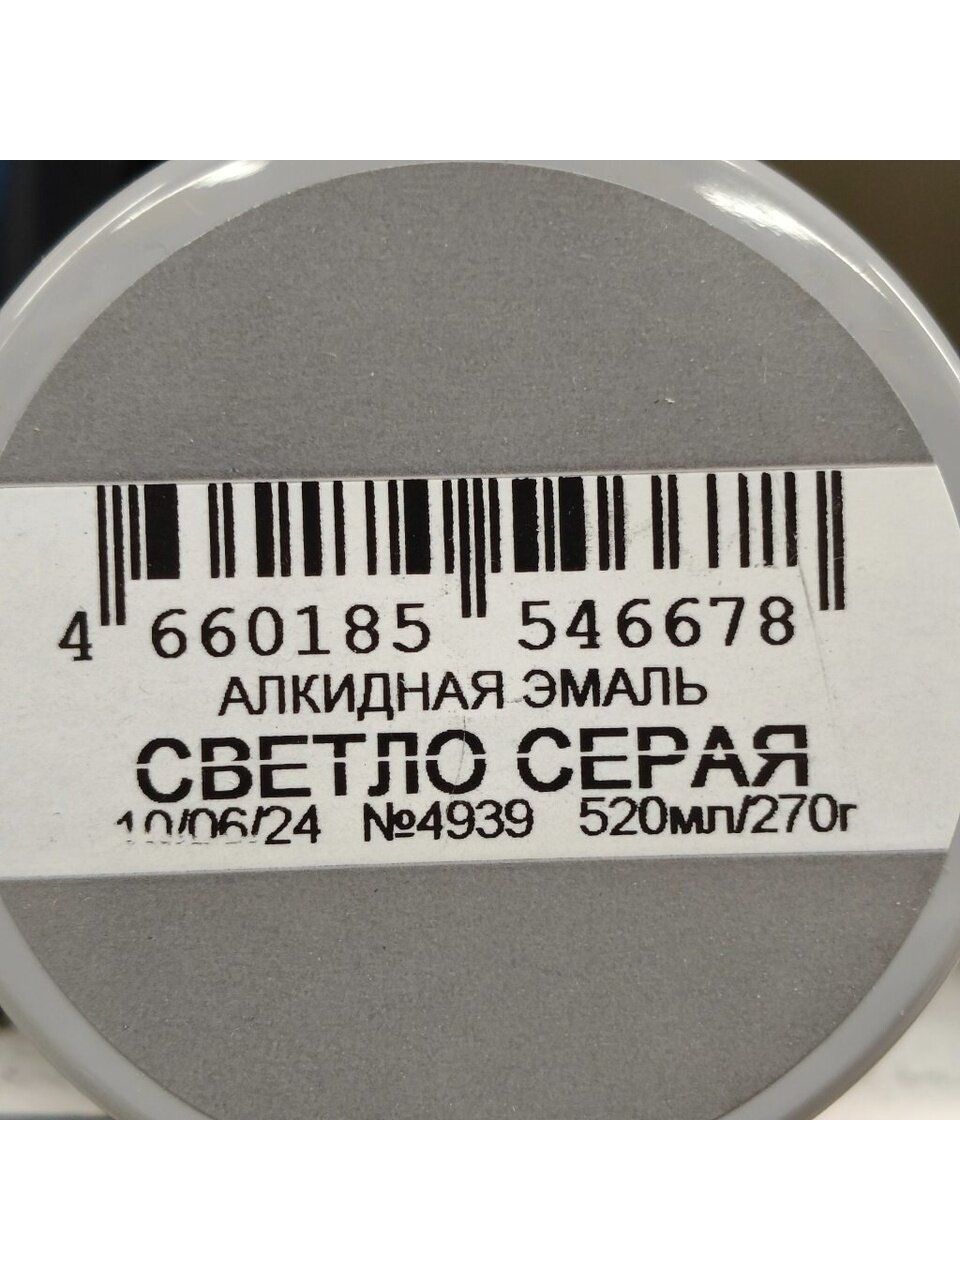 4 660185 546678
АЛКИДНАЯ ЭМАЛЬ
СВЕТЛО СЕРАЯ
10/06/24 №4939 520мл/270г